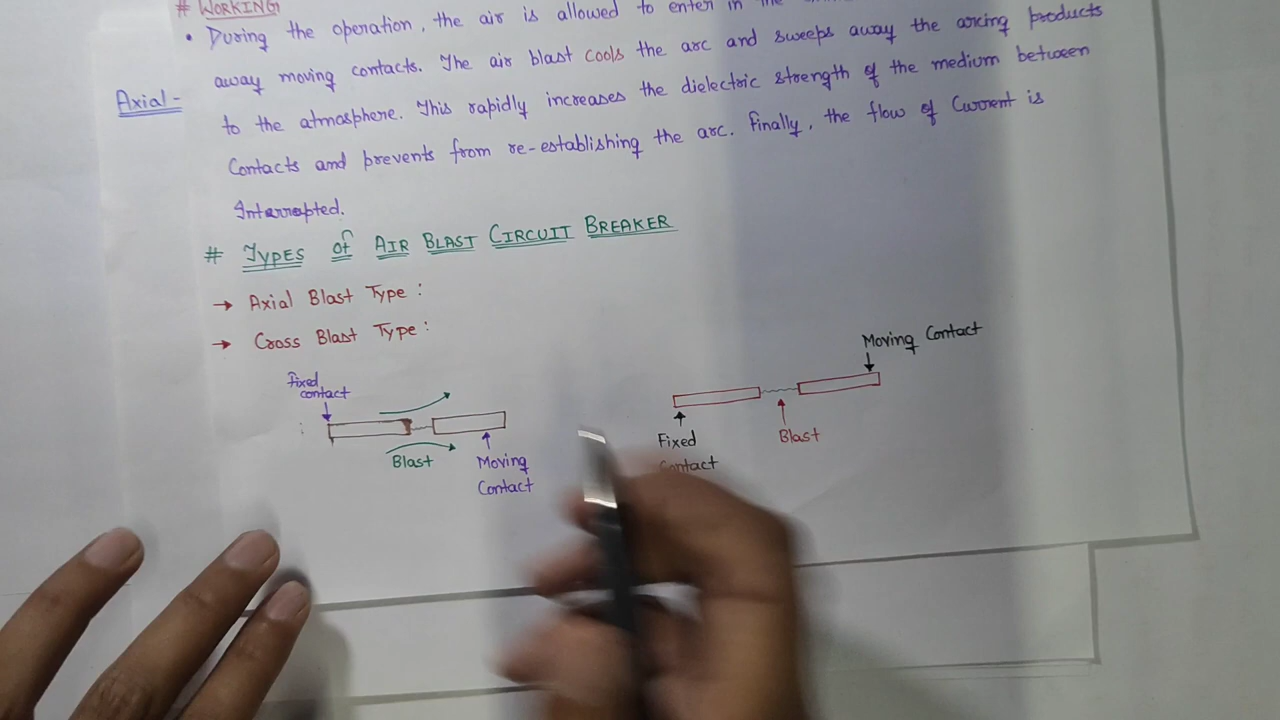 # WORKING
• During the operation, the air is allowed to enter in the
away moving contacts. The air blast cools the arc and sweeps away the arcing products
Axial -
to the atmosphere. This rapidly increases the dielectric strength of the medium between
Contacts and prevents from re-establishing the arc. Finally, the flow of Current is
Interrupted.
# TYPES of AIR BLAST CIRCUIT BREAKER
→ Axial Blast Type :
→ Cross Blast Type :
Fixed
contact
Blast
Moving
Contact
Moving Contact
Fixed
Contact
Blast